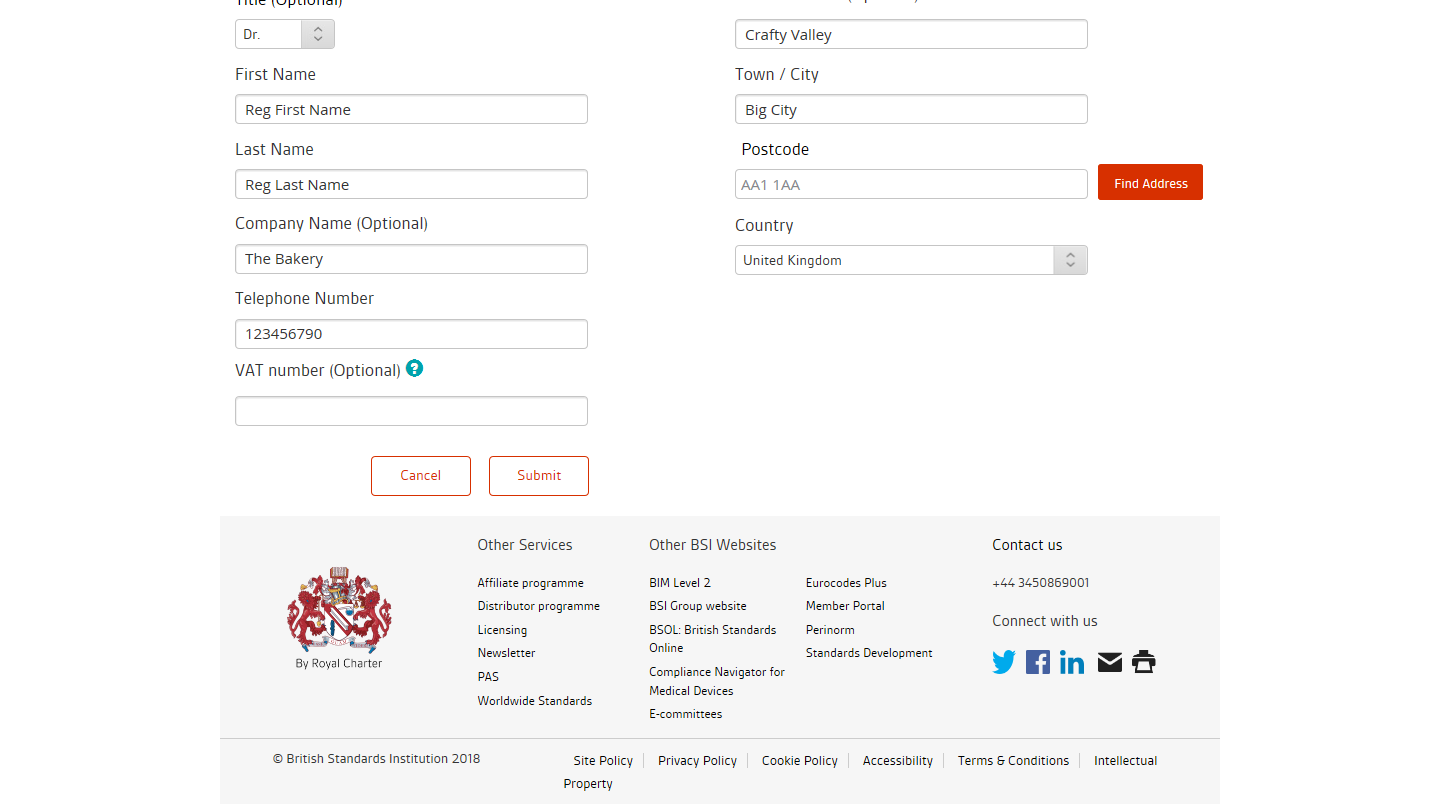 Title (Optional)
Dr.
First Name
Reg First Name
Last Name
Reg Last Name
Company Name (Optional)
The Bakery
Telephone Number
123456790
VAT number (Optional) ?
Cancel
Submit
Crafty Valley
Town / City
Big City
Postcode
AA1 1AA
Find Address
Country
United Kingdom
By Royal Charter
Other Services
Affiliate programme
Distributor programme
Licensing
Newsletter
PAS
Worldwide Standards
Other BSI Websites
BIM Level 2
BSI Group website
BSOL: British Standards
Online
Compliance Navigator for
Medical Devices
E-committees
Eurocodes Plus
Member Portal
Perinorm
Standards Development
Contact us
+44 3450869001
Connect with us
© British Standards Institution 2018
Site Policy
Privacy Policy
Cookie Policy
Accessibility
Terms & Conditions
Intellectual
Property